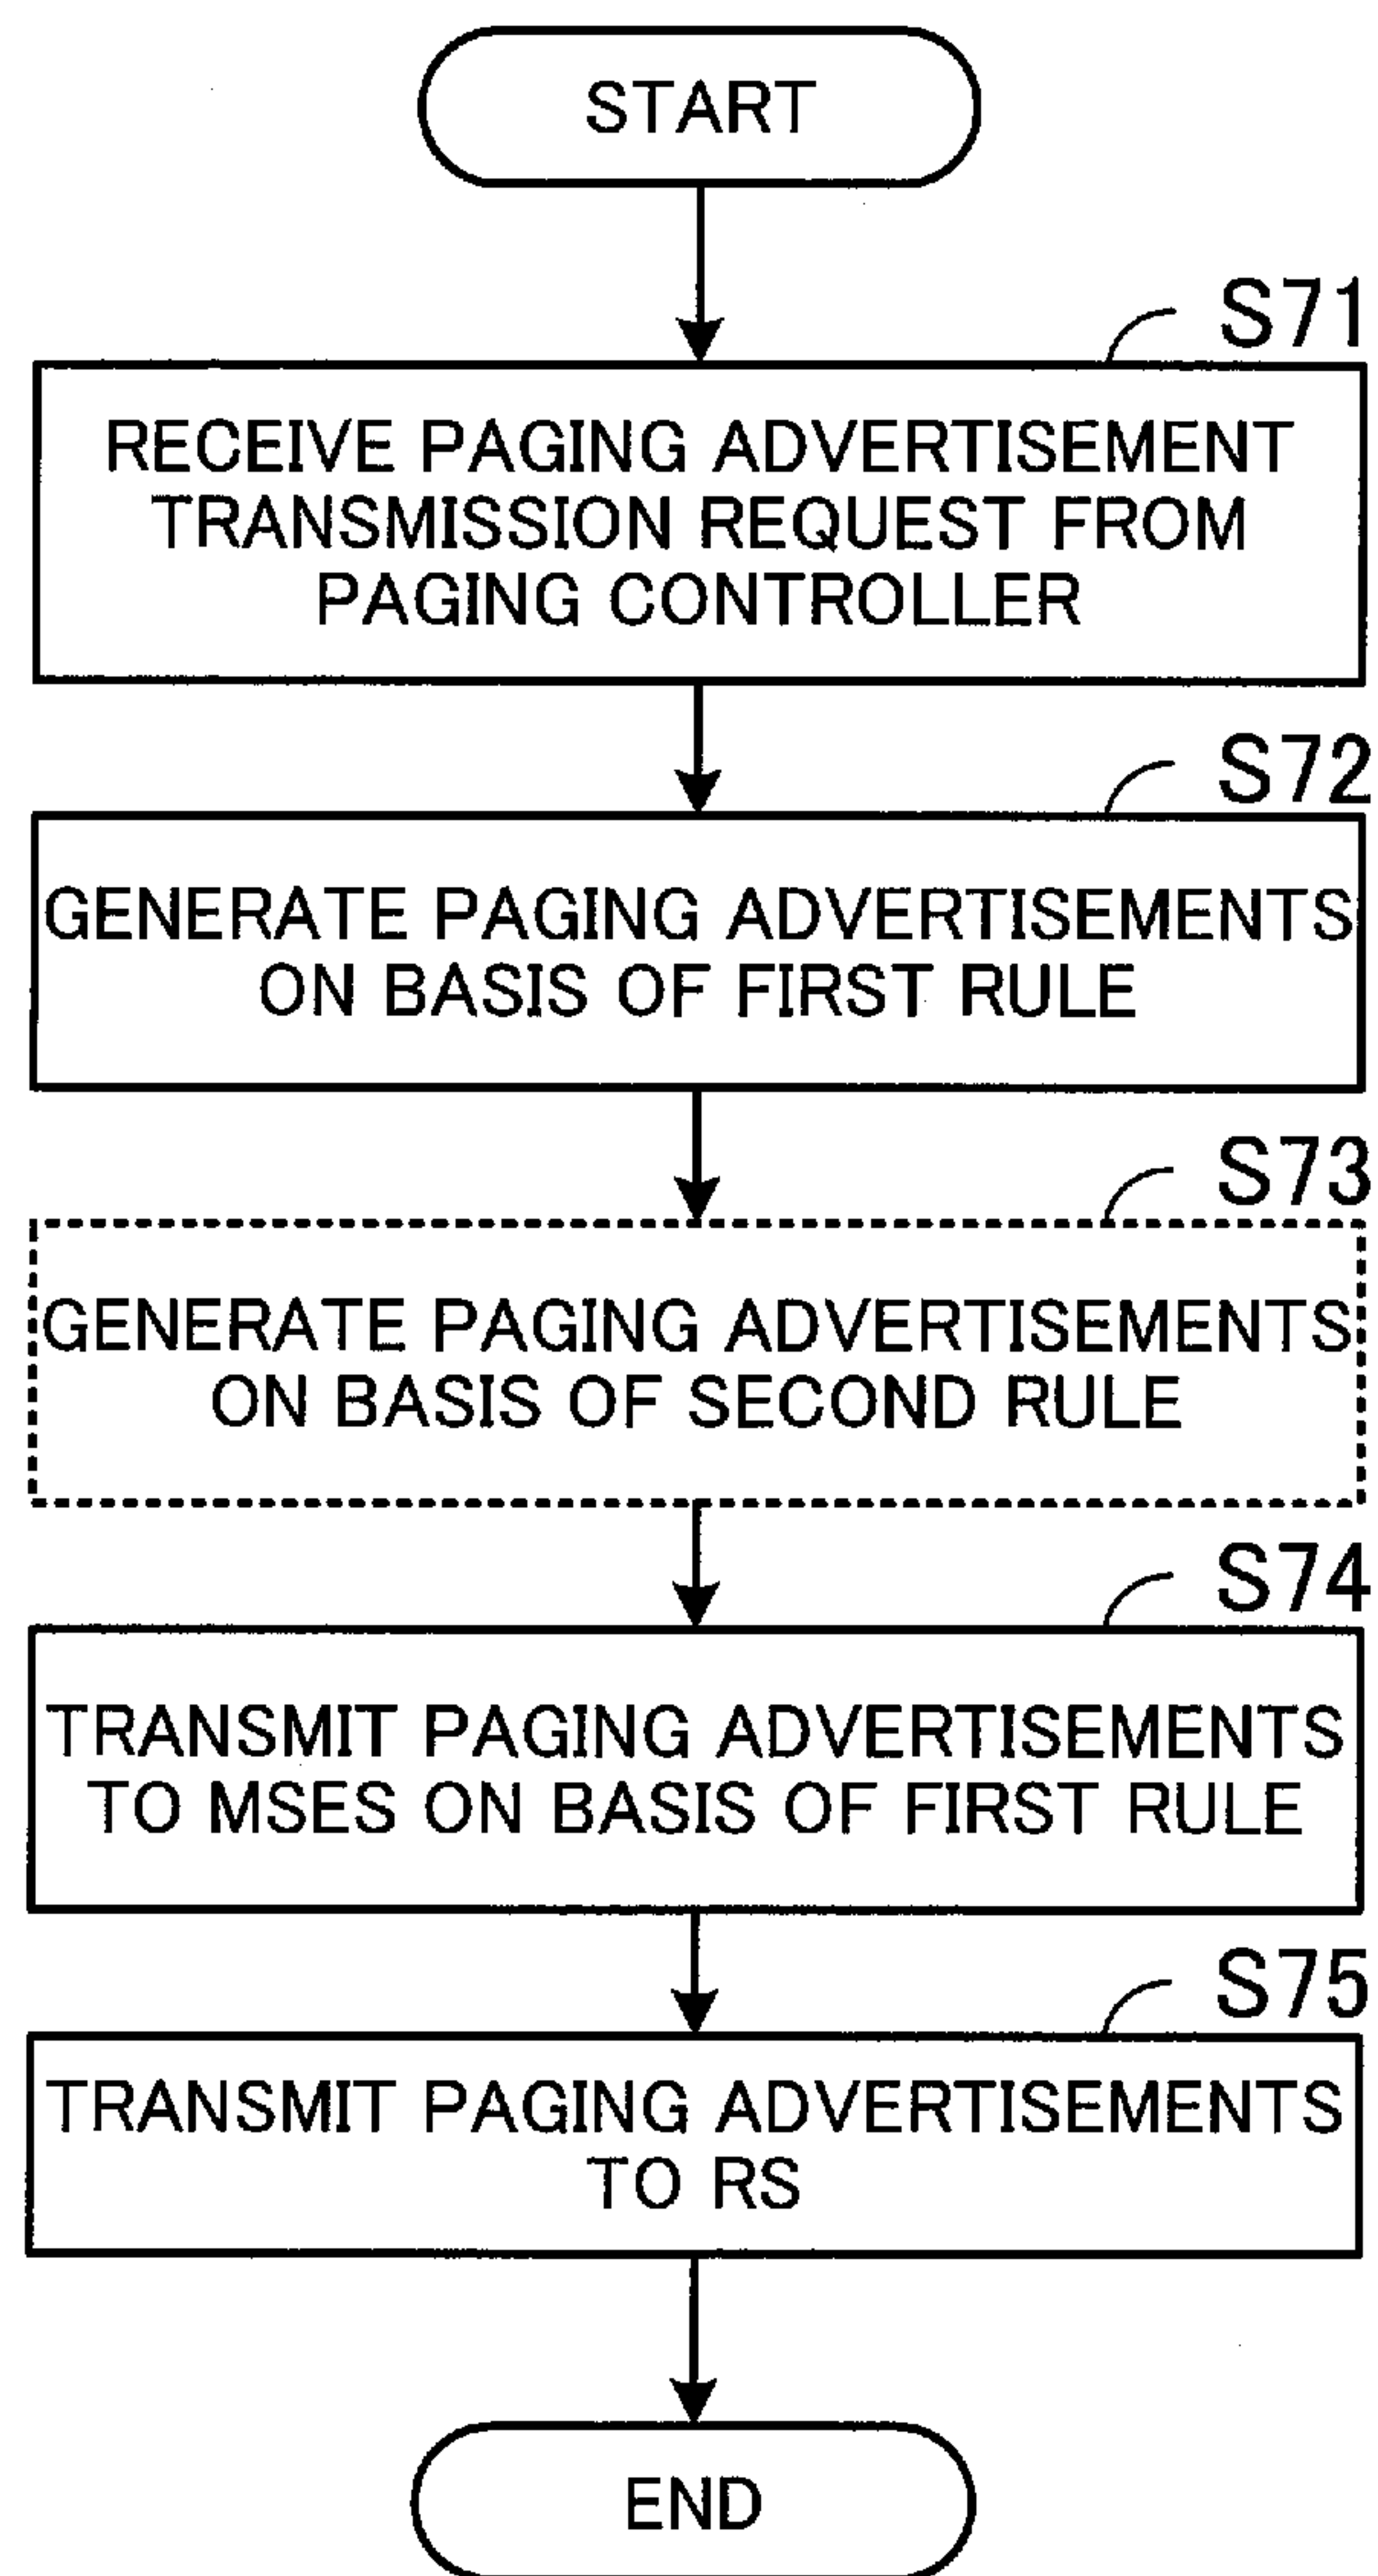 START
S71
RECEIVE PAGING ADVERTISEMENT
TRANSMISSION REQUEST FROM
PAGING CONTROLLER
S72
GENERATE PAGING ADVERTISEMENTS
ON BASIS OF FIRST RULE
S73
GENERATE PAGING ADVERTISEMENTS
ON BASIS OF SECOND RULE
S74
TRANSMIT PAGING ADVERTISEMENTS
TO MSES ON BASIS OF FIRST RULE
S75
TRANSMIT PAGING ADVERTISEMENTS
TO RS
END